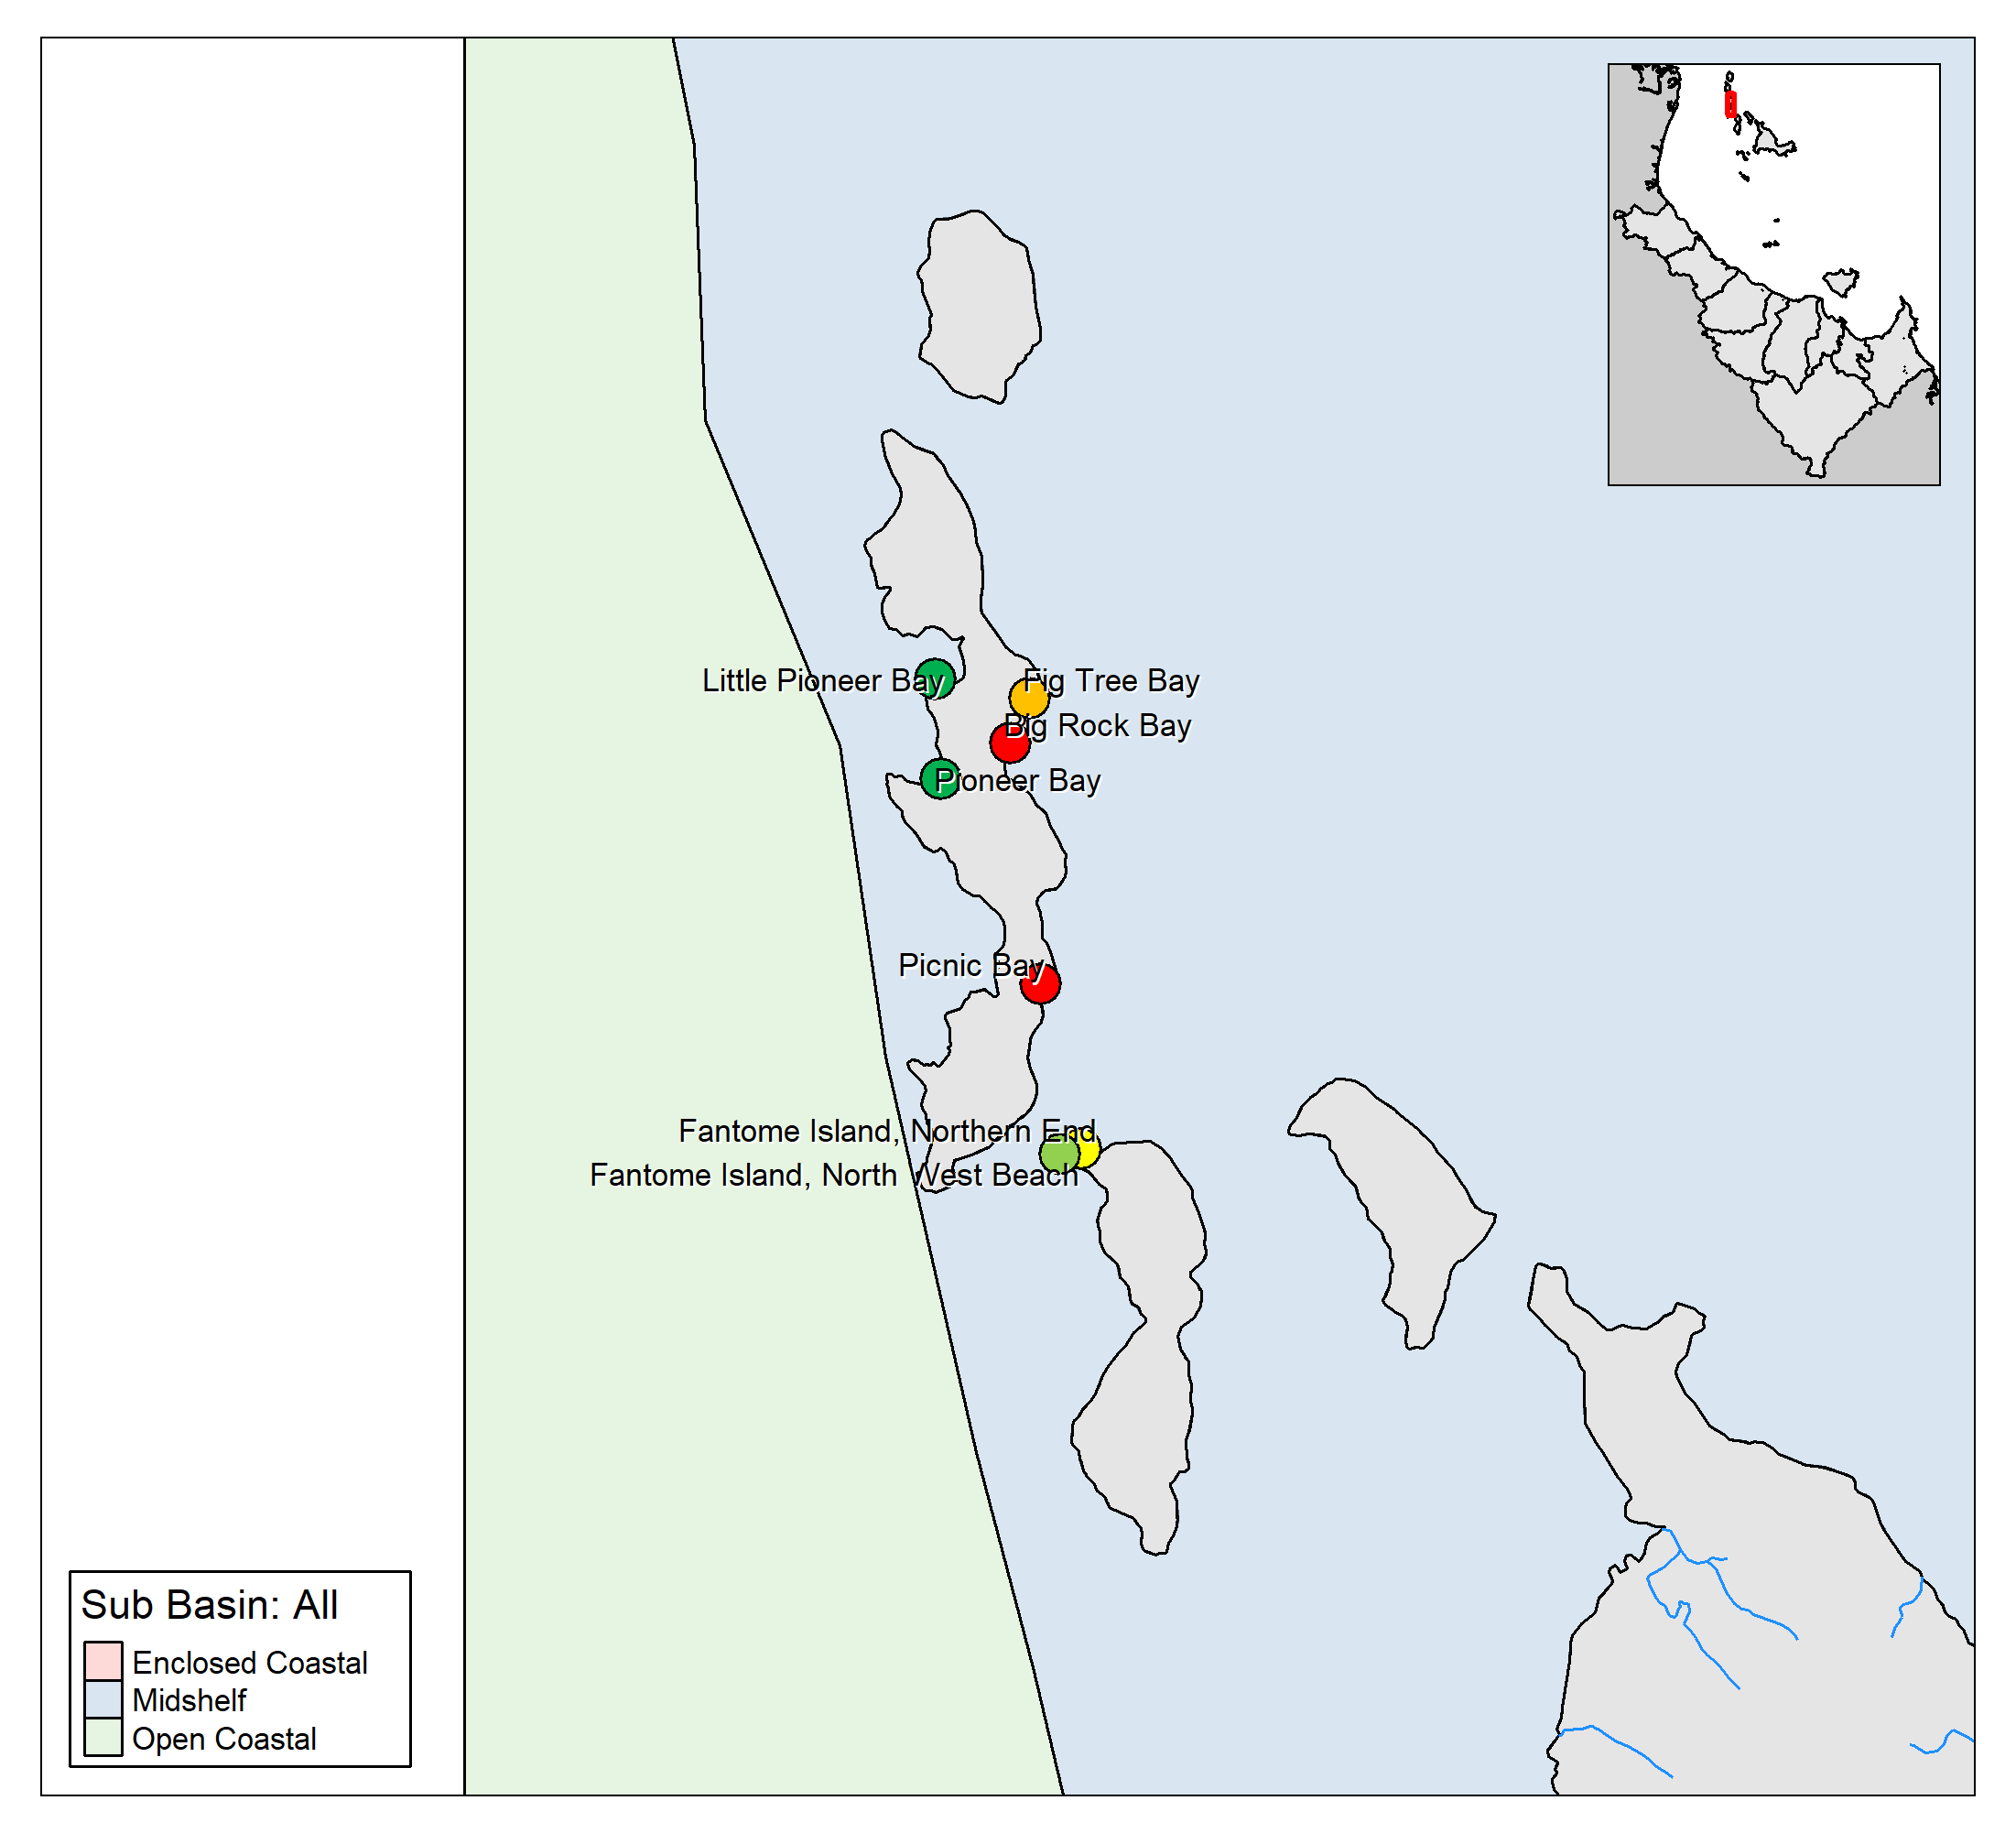 Little Pioneer Bay
Fig Tree Bay
Big Rock Bay
Pioneer Bay
Picnic Bay
Fantome Island, Northern End
Fantome Island, North West Beach
Sub Basin: All
Enclosed Coastal
Midshelf
Open Coastal